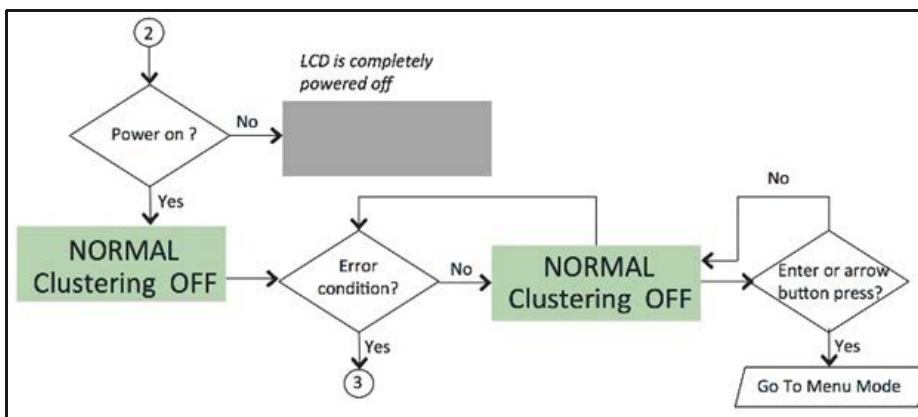 2
LCD is completely
powered off
Power on ?
No
Yes
NORMAL
Clustering OFF
Error
condition?
No
Yes
3
NORMAL
Clustering OFF
No
Enter or arrow
button press?
Yes
Go To Menu Mode